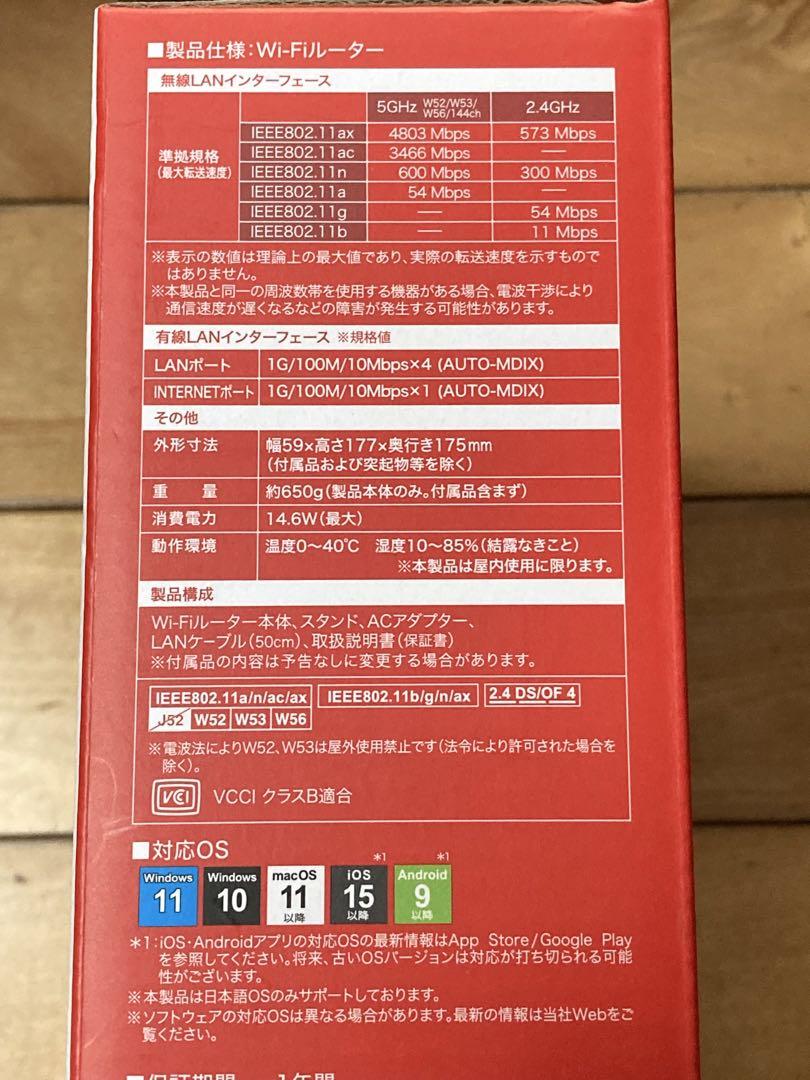 ■製品仕様：Wi-Fiルーター
無線LANインターフェース
5GHz W52/W53/W56/144ch 2.4GHz
準拠規格（最大転送速度）
IEEE802.11ax 4803 Mbps 573 Mbps
IEEE802.11ac 3466 Mbps —
IEEE802.11n 600 Mbps 300 Mbps
IEEE802.11a 54 Mbps —
IEEE802.11g — 54 Mbps
IEEE802.11b — 11 Mbps
※表示の数値は理論上の最大値であり、実際の転送速度を示すもので
はありません。
※本製品と同一の周波数帯を使用する機器がある場合、電波干渉により
通信速度が遅くなるなどの障害が発生する可能性があります。
有線LANインターフェース ※規格値
LANポート 1G/100M/10Mbps×4 (AUTO-MDIX)
INTERNETポート 1G/100M/10Mbps×1 (AUTO-MDIX)
その他
外形寸法 幅59×高さ177×奥行き175mm
（付属品および突起物等を除く）
重 量 約650g（製品本体のみ。付属品含まず）
消費電力 14.6W（最大）
動作環境 温度0～40℃ 湿度10～85%（結露なきこと）
※本製品は屋内使用に限ります。
製品構成
Wi-Fiルーター本体、スタンド、ACアダプター、
LANケーブル（50cm）、取扱説明書（保証書）
※付属品の内容は予告なしに変更する場合があります。
IEEE802.11a/n/ac/ax IEEE802.11b/g/n/ax 2.4 DS/OF 4
J52 W52 W53 W56
※電波法によりW52、W53は屋外使用禁止です（法令により許可された場合を
除く）。
VCCI VCCI クラスB適合
■対応OS
Windows 11 Windows 10 macOS 11 以降 iOS 15 以降 *1 Android 9 以降 *1
*1：iOS・Androidアプリの対応OSの最新情報はApp Store/Google Play
を参照してください。将来、古いOSバージョンは対応が打ち切られる可能
性がございます。
※本製品は日本語OSのみサポートしております。
※ソフトウェアの対応OSは異なる場合があります。最新の情報は当社Webをご
覧ください。
■保証期間 1年間